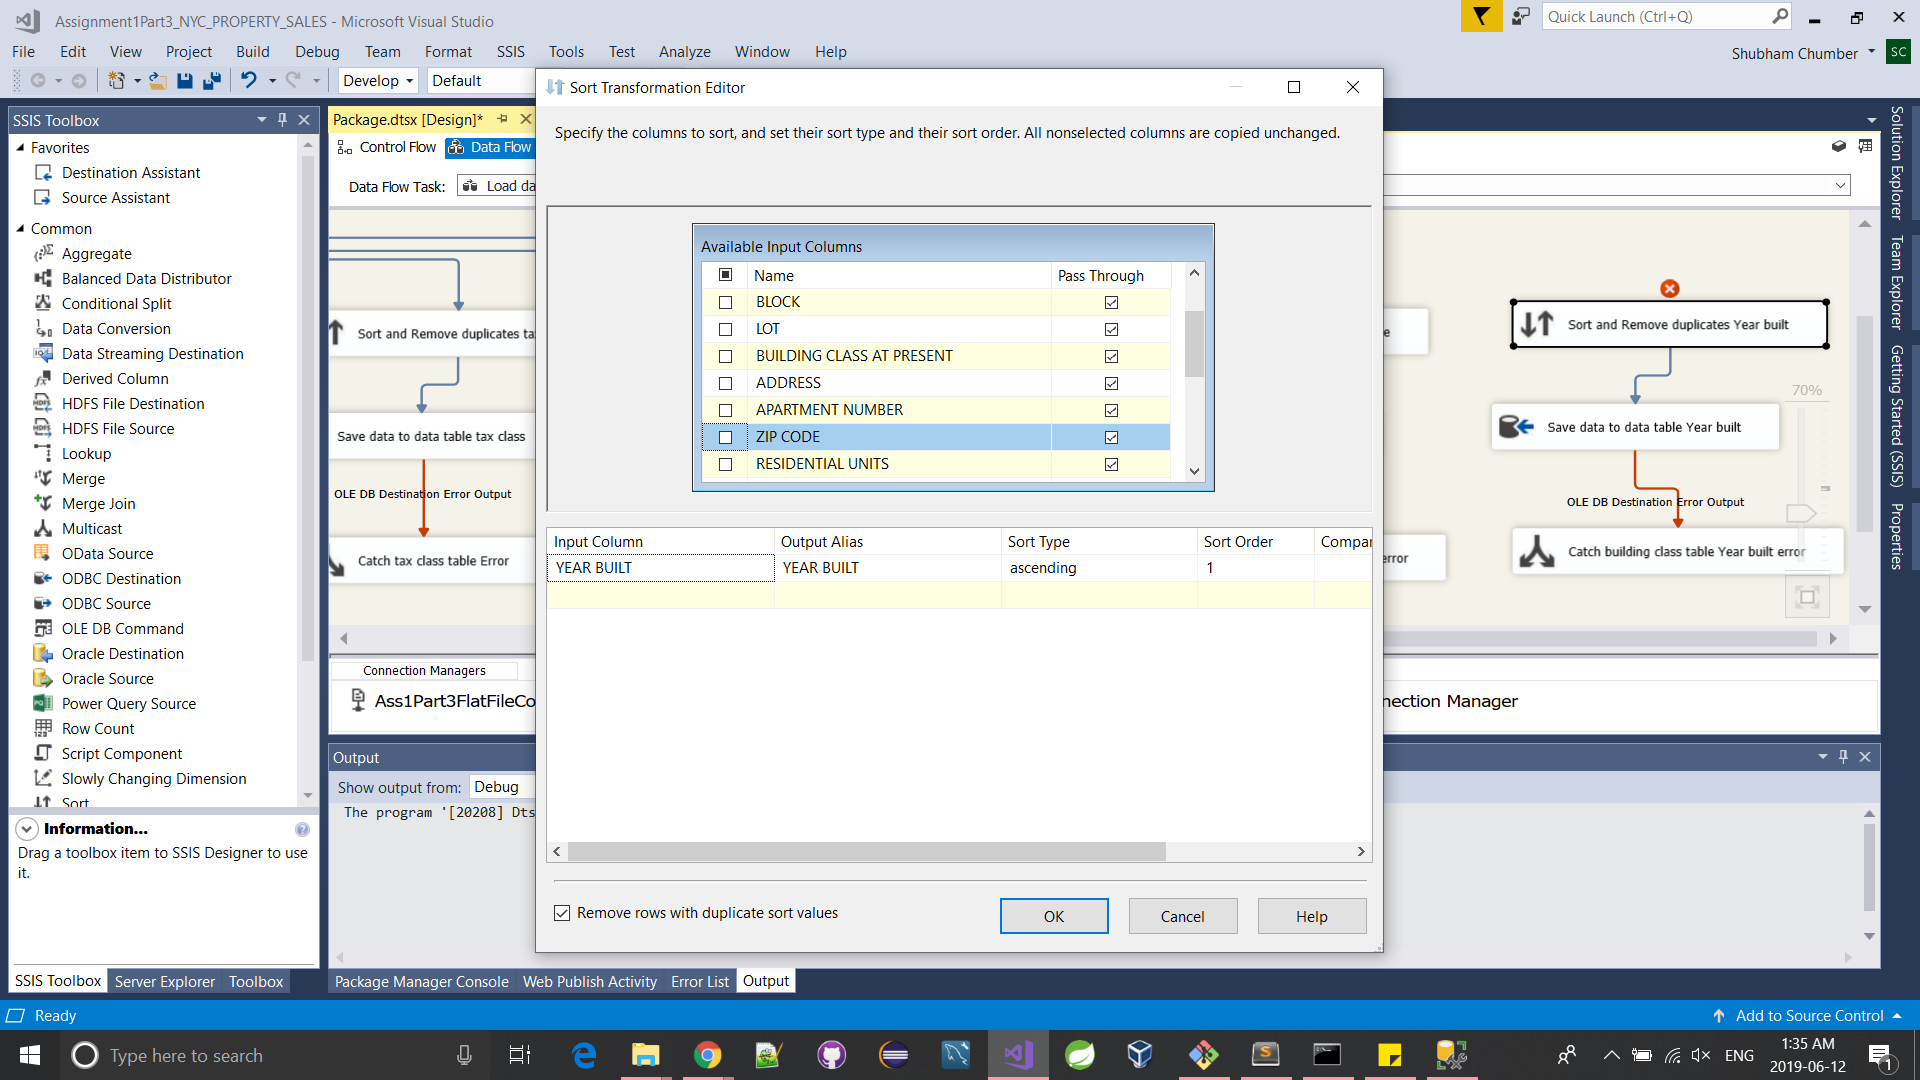 Assignment1Part3_NYC_PROPERTY_SALES - Microsoft Visual Studio
Quick Launch (Ctrl+Q)
File Edit View Project Build Debug Team Format SSIS Tools Test Analyze Window Help
Shubham Chumber SC
Develop Default
SSIS Toolbox
Favorites
Destination Assistant
Source Assistant
Common
Aggregate
Balanced Data Distributor
Conditional Split
Data Conversion
Data Streaming Destination
Derived Column
HDFS File Destination
HDFS File Source
Lookup
Merge
Merge Join
Multicast
OData Source
ODBC Destination
ODBC Source
OLE DB Command
Oracle Destination
Oracle Source
Power Query Source
Row Count
Script Component
Slowly Changing Dimension
Sort
Information...
Drag a toolbox item to SSIS Designer to use
it.
SSIS Toolbox Server Explorer Toolbox
Package.dtsx [Design]*
Control Flow Data Flow
Data Flow Task: Load da
Sort and Remove duplicates ta
Save data to data table tax class
OLE DB Destination Error Output
Catch tax class table Error
Connection Managers
Ass1Part3FlatFileCo
Output
Show output from: Debug
The program '[20208] Dts
Package Manager Console Web Publish Activity Error List Output
Sort Transformation Editor
Specify the columns to sort, and set their sort type and their sort order. All nonselected columns are copied unchanged.
Available Input Columns
Name Pass Through
BLOCK
LOT
BUILDING CLASS AT PRESENT
ADDRESS
APARTMENT NUMBER
ZIP CODE
RESIDENTIAL UNITS
Input Column Output Alias Sort Type Sort Order Compar
YEAR BUILT YEAR BUILT ascending 1
Remove rows with duplicate sort values
OK Cancel Help
e
Sort and Remove duplicates Year built
70%
Save data to data table Year built
OLE DB Destination Error Output
error
Catch building class table Year built error
nection Manager
Solution Explorer
Team Explorer
Getting Started (SSIS)
Properties
Ready
Add to Source Control
Type here to search
ENG
1:35 AM
2019-06-12
1